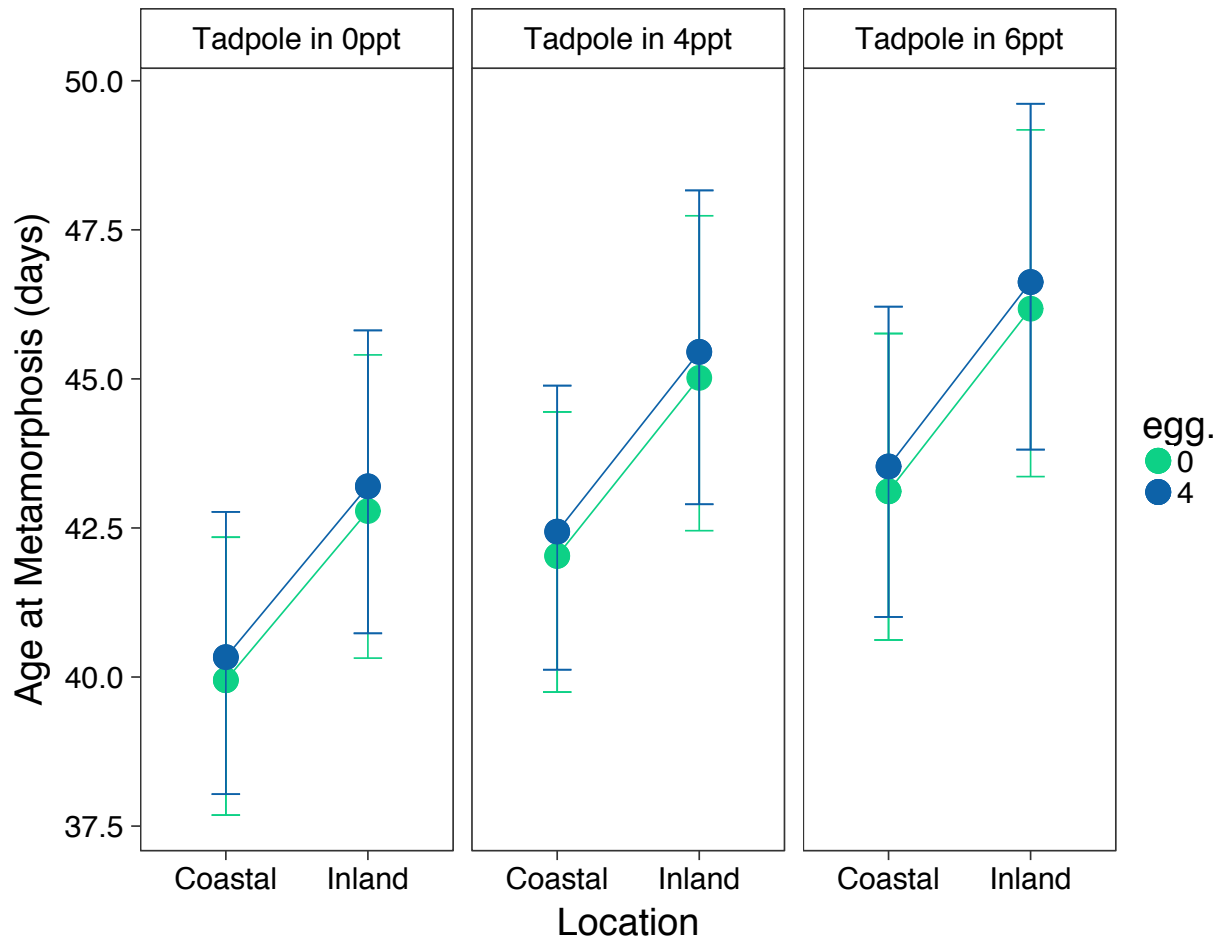 Tadpole in 0ppt
Tadpole in 4ppt
Tadpole in 6ppt
50.0
47.5
45.0
42.5
40.0
37.5
Age at Metamorphosis (days)
Coastal
Inland
Coastal
Inland
Coastal
Inland
Location
egg.
0
4